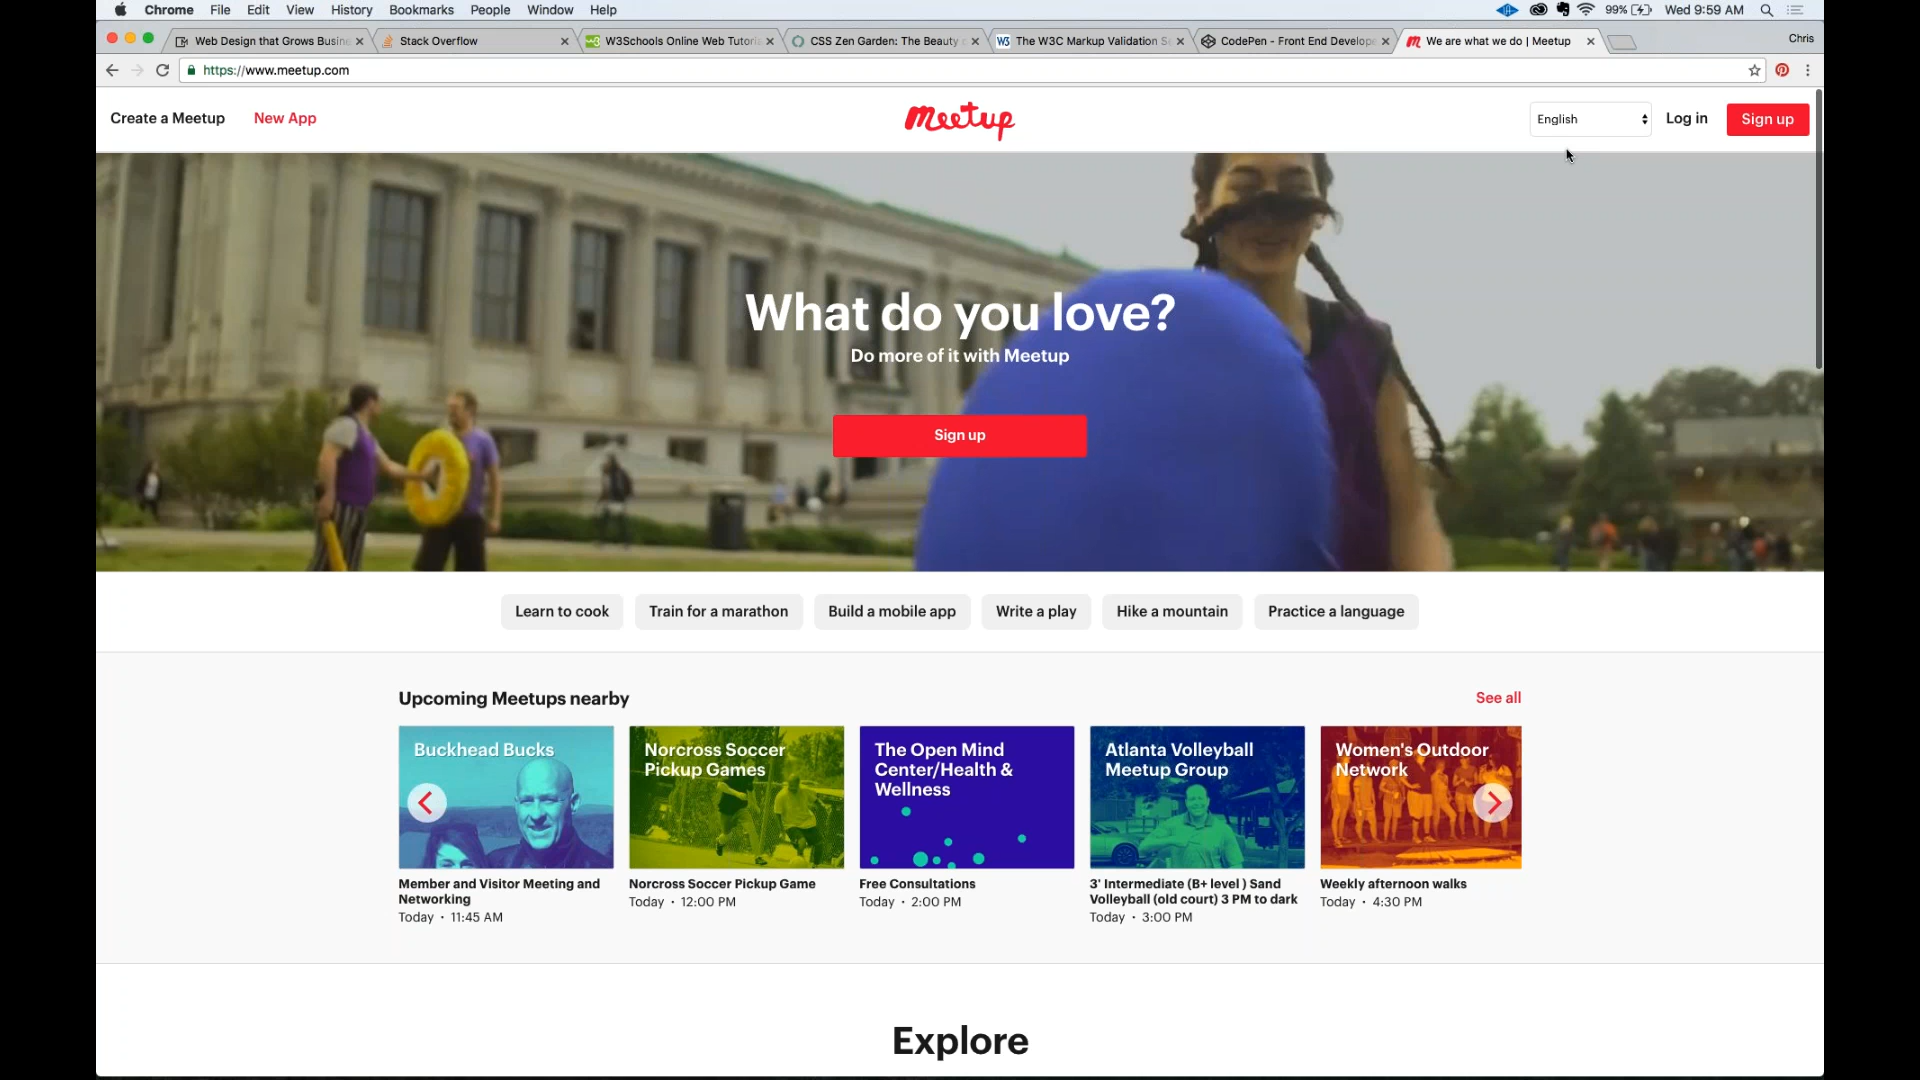 Chrome File Edit View History Bookmarks People Window Help 99% Wed 9:59 AM
Web Design that Grows Busin Stack Overflow W3Schools Online Web Tutori CSS Zen Garden: The Beauty The W3C Markup Validation S CodePen - Front End Develope We are what we do | Meetup Chris
https://www.meetup.com
Create a Meetup New App meetup English Log in Sign up
What do you love?
Do more of it with Meetup
Sign up
Learn to cook Train for a marathon Build a mobile app Write a play Hike a mountain Practice a language
Upcoming Meetups nearby See all
Buckhead Bucks
Member and Visitor Meeting and
Networking
Today · 11:45 AM
Norcross Soccer
Pickup Games
Norcross Soccer Pickup Game
Today · 12:00 PM
The Open Mind
Center/Health &
Wellness
Free Consultations
Today · 2:00 PM
Atlanta Volleyball
Meetup Group
3' Intermediate (B+ level ) Sand
Volleyball (old court) 3 PM to dark
Today · 3:00 PM
Women's Outdoor
Network
Weekly afternoon walks
Today · 4:30 PM
Explore